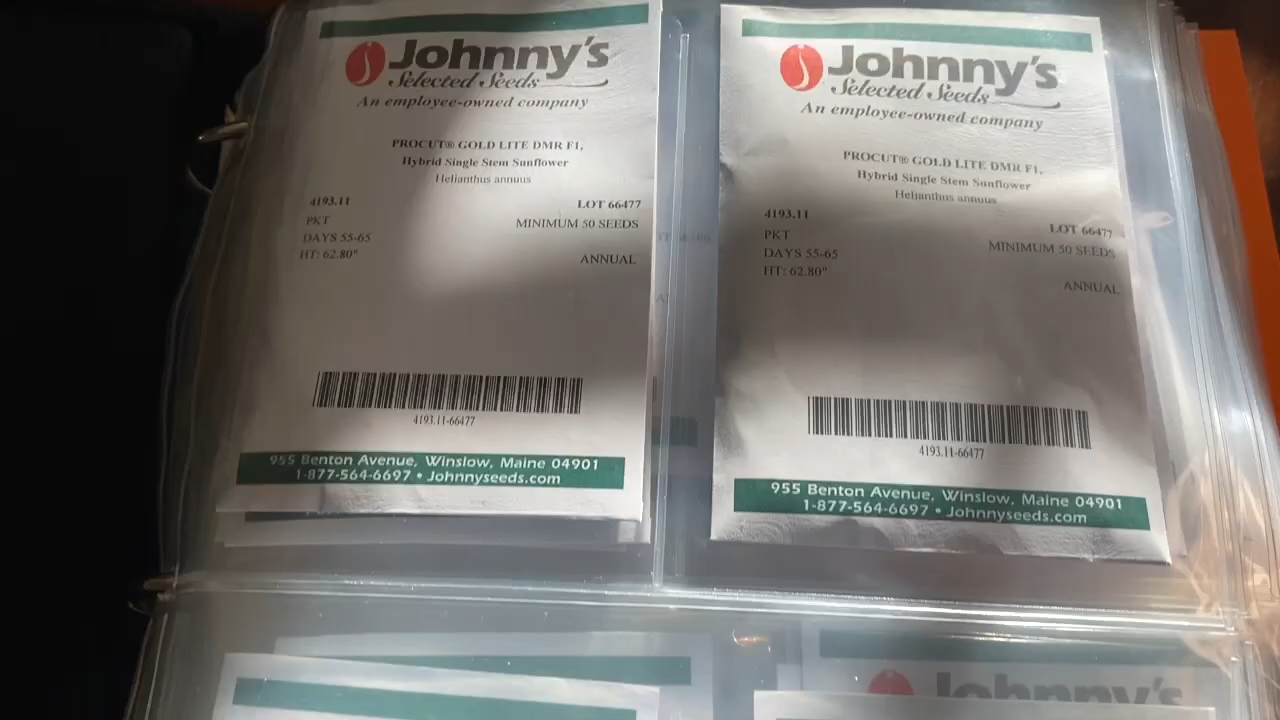 Johnny's
Selected Seeds
An employee-owned company
PROCUT® GOLD LITE DMR F1,
Hybrid Single Stem Sunflower
Helianthus annuus
4193.11
LOT 66477
PKT
MINIMUM 50 SEEDS
DAYS 55-65
HT: 62.80"
ANNUAL
4193.11-66477
955 Benton Avenue, Winslow, Maine 04901
1-877-564-6697 • Johnnyseeds.com
Johnny's
Selected Seeds
An employee-owned company
PROCUT® GOLD LITE DMR F1,
Hybrid Single Stem Sunflower
Helianthus annuus
4193.11
LOT 66477
PKT
MINIMUM 50 SEEDS
DAYS 55-65
HT: 62.80"
ANNUAL
4193.11-66477
955 Benton Avenue, Winslow, Maine 04901
1-877-564-6697 • Johnnyseeds.com
Johnny's